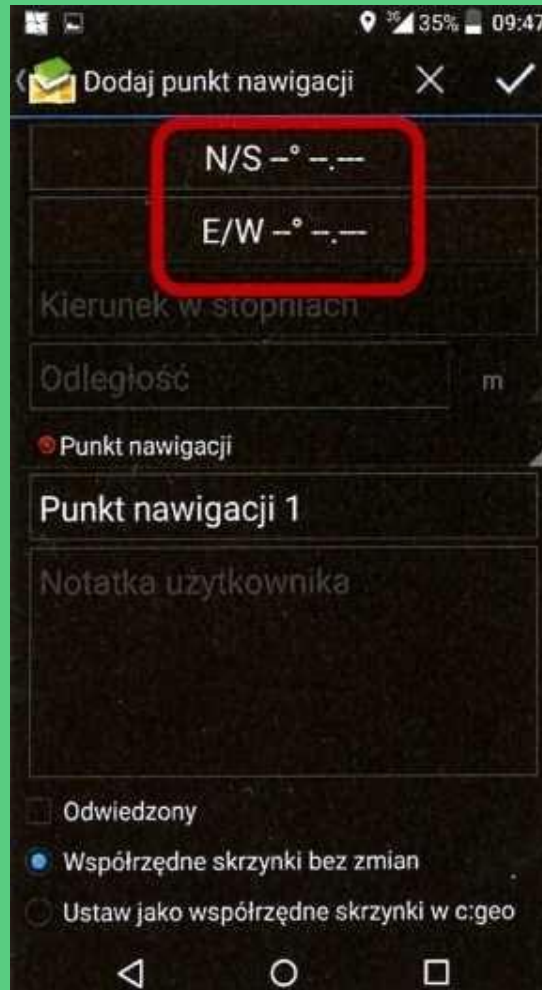 3G 35% 09:47
Dodaj punkt nawigacji
N/S --° --.---
E/W --° --.---
Kierunek w stopniach
Odległość m
Punkt nawigacji
Punkt nawigacji 1
Notatka użytkownika
Odwiedzony
Współrzędne skrzynki bez zmian
Ustaw jako współrzędne skrzynki w c:geo